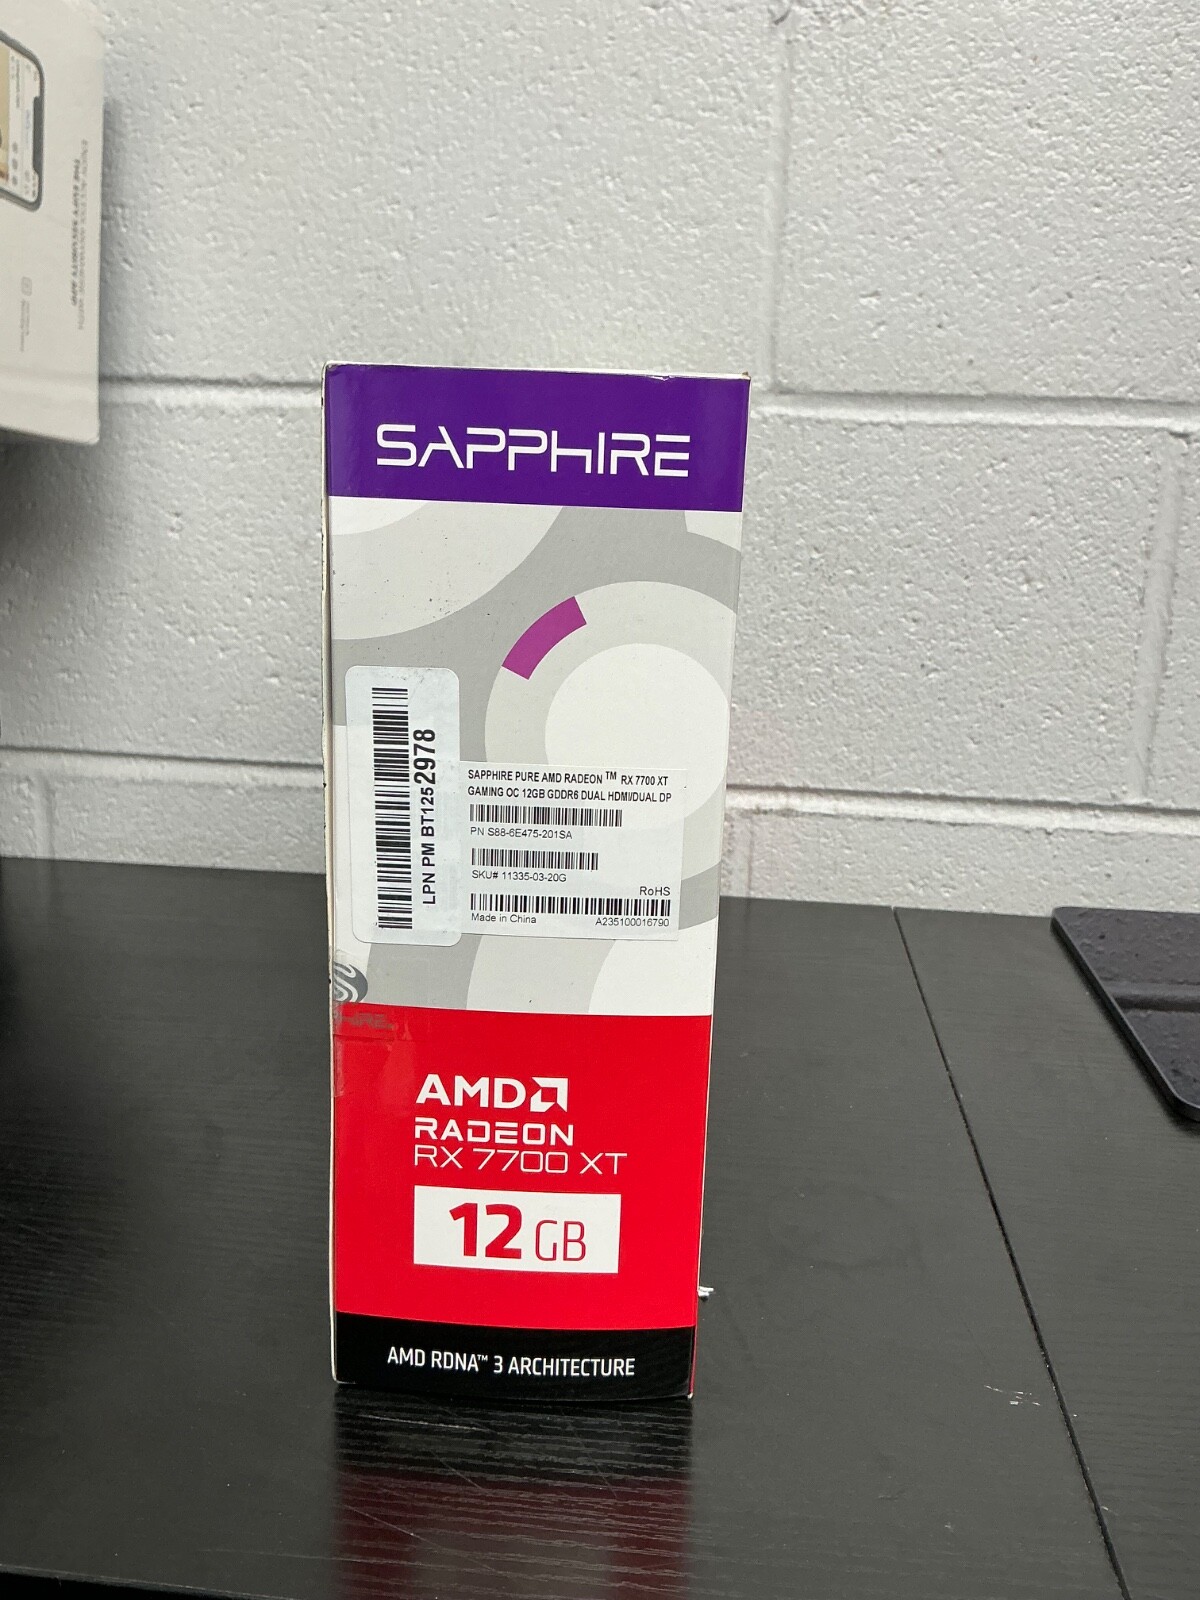 SAPPHIRE
LPN PM BT1252978
SAPPHIRE PURE AMD RADEON ™ RX 7700 XT
GAMING OC 12GB GDDR6 DUAL HDMI/DUAL DP
PN S88-6E475-201SA
SKU# 11335-03-20G
RoHS
Made in China A235100016790
AMD
RADEON
RX 7700 XT
12 GB
AMD RDNA™ 3 ARCHITECTURE